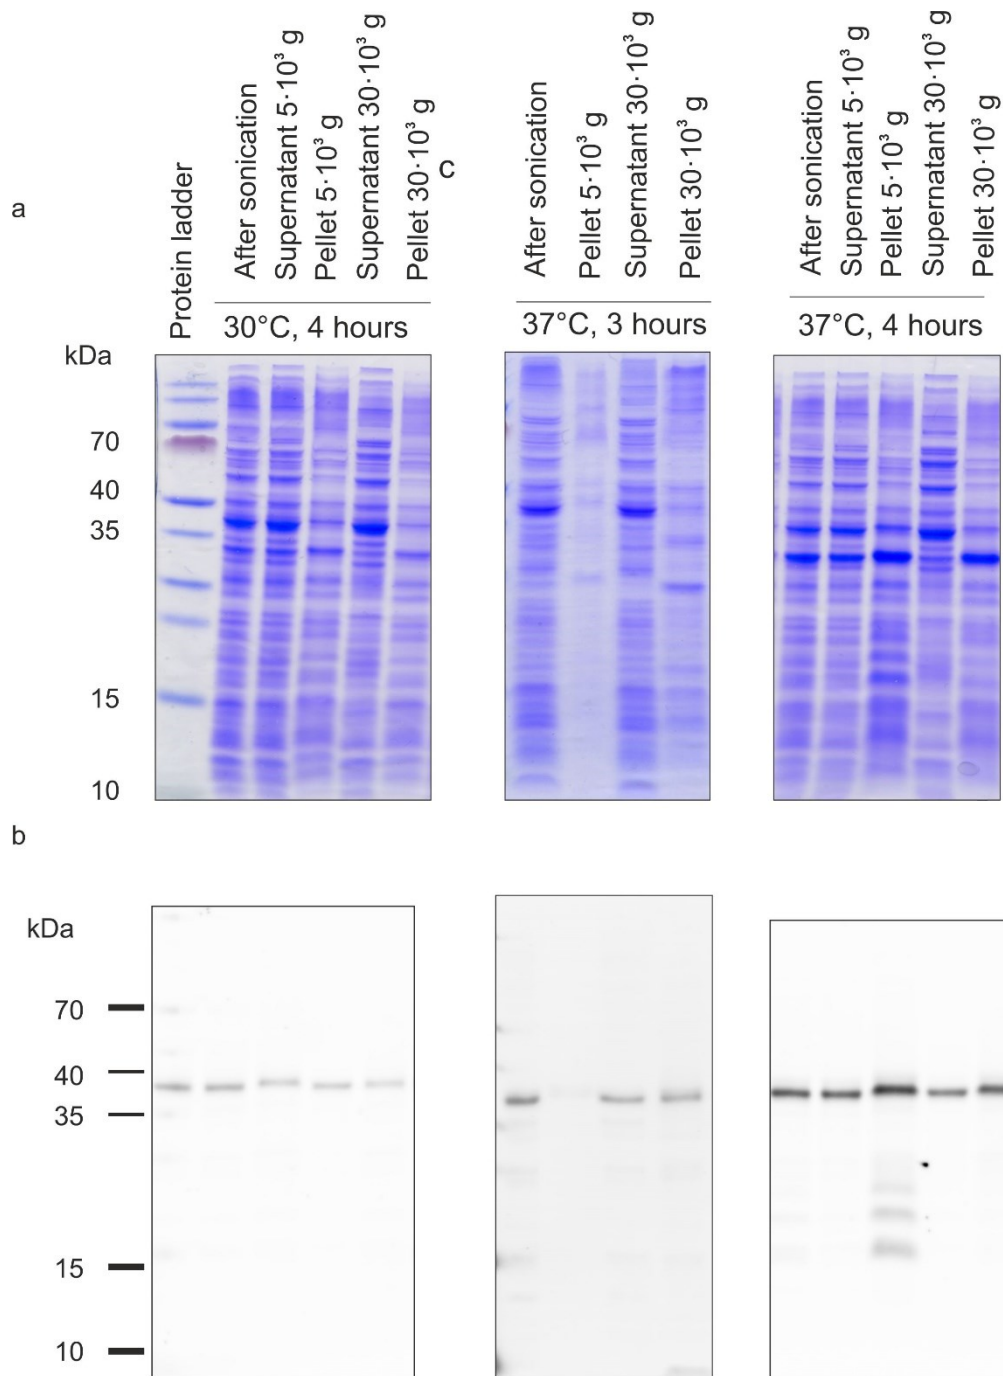 a
Protein ladder
After sonication
Supernatant 5·10³ g
Pellet 5·10³ g
Supernatant 30·10³ g
Pellet 30·10³ g
30°C, 4 hours
c
After sonication
Pellet 5·10³ g
Supernatant 30·10³ g
Pellet 30·10³ g
37°C, 3 hours
After sonication
Supernatant 5·10³ g
Pellet 5·10³ g
Supernatant 30·10³ g
Pellet 30·10³ g
37°C, 4 hours
kDa
70
40
35
15
10
b
kDa
70
40
35
15
10